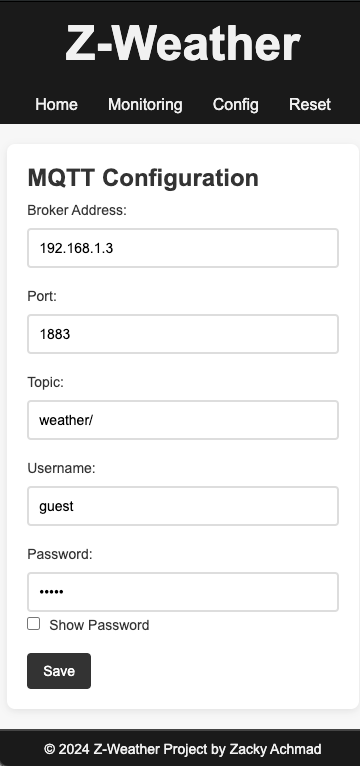 Z-Weather
Home Monitoring Config Reset
MQTT Configuration
Broker Address:
192.168.1.3
Port:
1883
Topic:
weather/
Username:
guest
Password:
•••••
Show Password
Save
© 2024 Z-Weather Project by Zacky Achmad